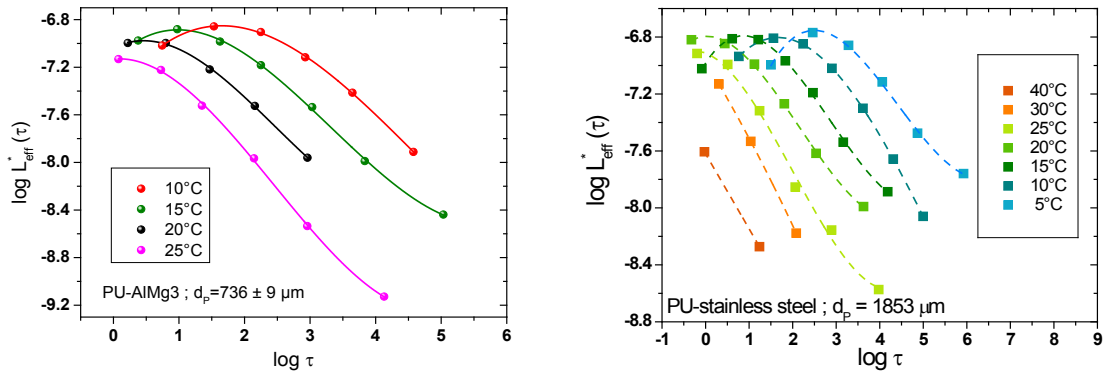 -6.8
-7.2
-7.6
-8.0
-8.4
-8.8
-9.2
log L*eff (τ)
10°C
15°C
20°C
25°C
PU-AlMg3 ; dP=736 ± 9 µm
0 1 2 3 4 5 6
log τ
-6.8
-7.2
-7.6
-8.0
-8.4
-8.8
log L*eff(τ)
40°C
30°C
25°C
20°C
15°C
10°C
5°C
PU-stainless steel ; dP = 1853 µm
-1 0 1 2 3 4 5 6 7 8 9
log τ